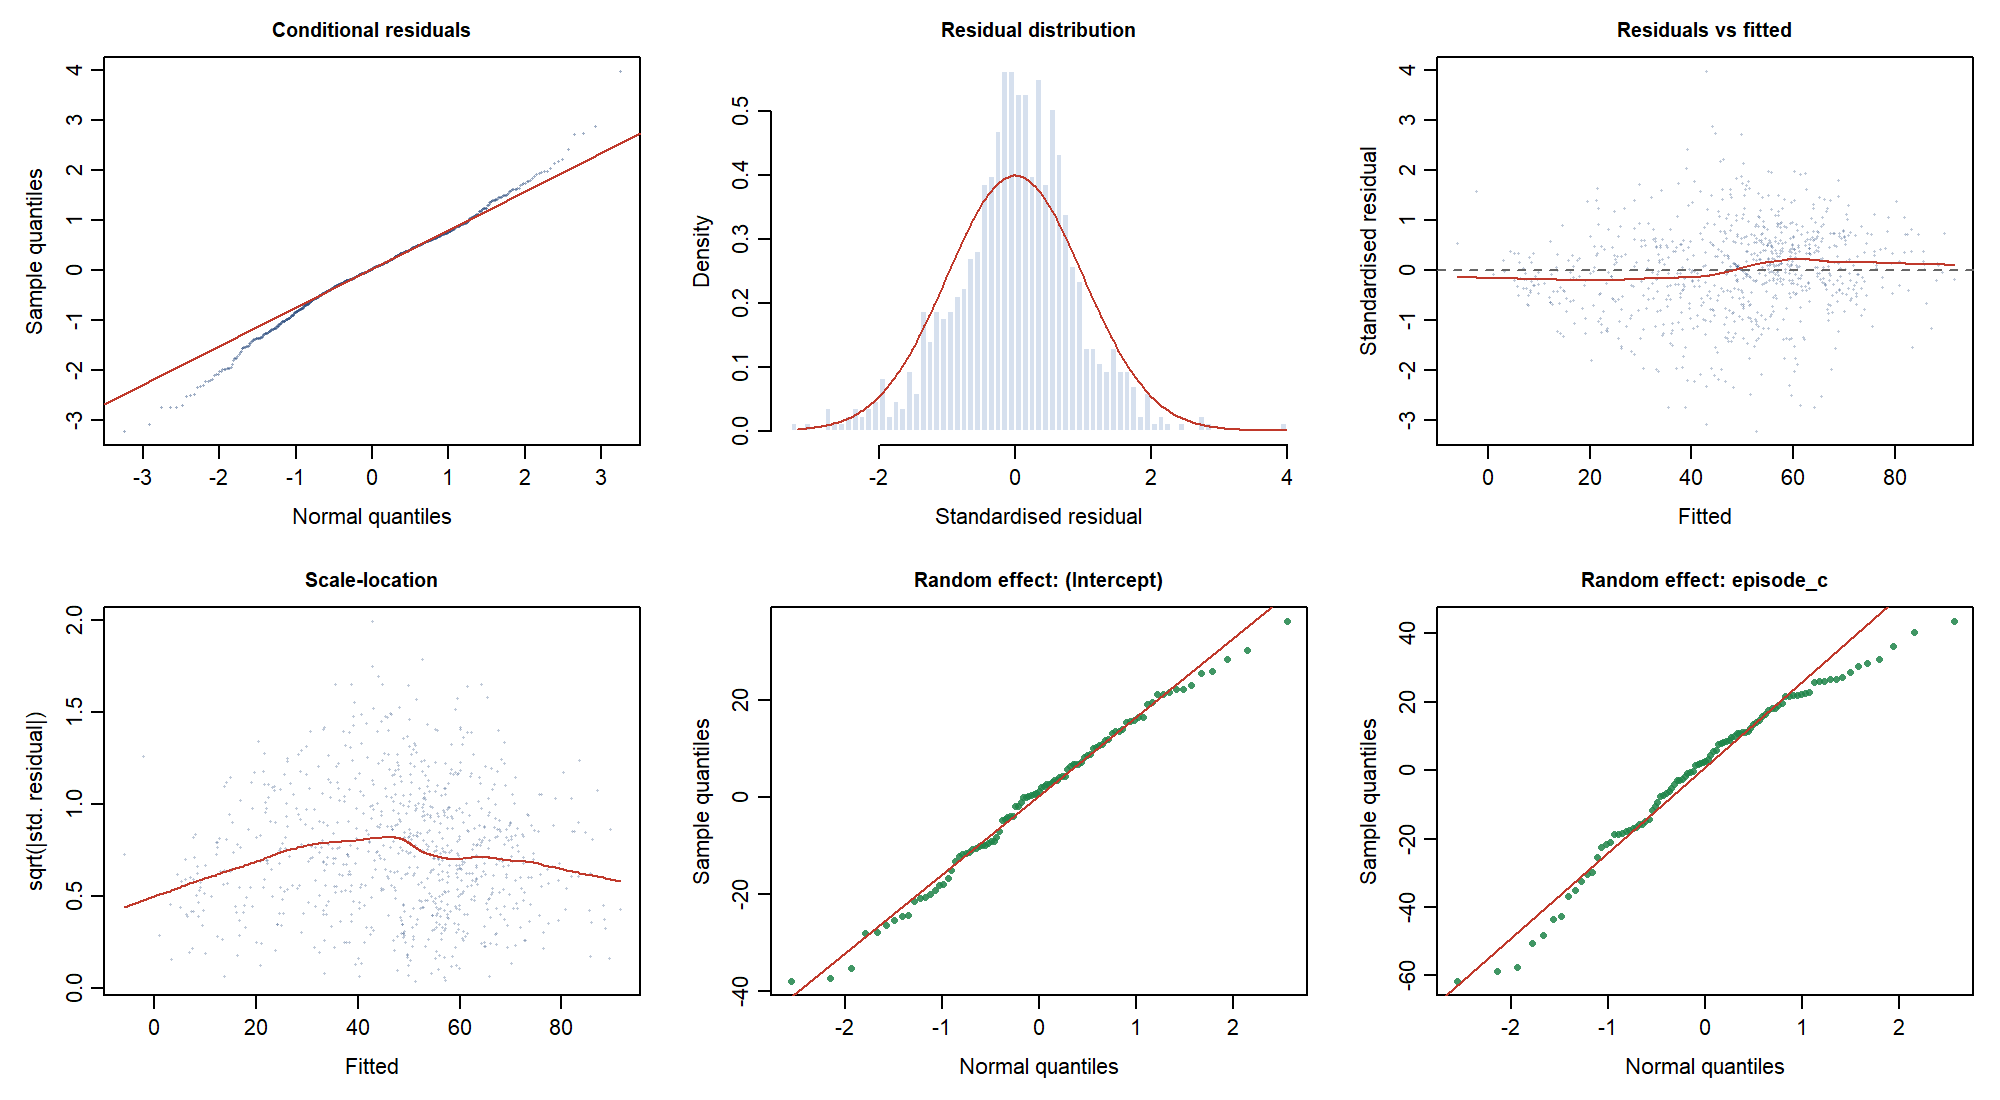 Conditional residuals
Sample quantiles
-3 -2 -1 0 1 2 3 4
-3 -2 -1 0 1 2 3
Normal quantiles
Residual distribution
Density
0.0 0.1 0.2 0.3 0.4 0.5
-2 0 2 4
Standardised residual
Residuals vs fitted
Standardised residual
-3 -2 -1 0 1 2 3 4
0 20 40 60 80
Fitted
Scale-location
sqrt(|std. residual|)
0.0 0.5 1.0 1.5 2.0
0 20 40 60 80
Fitted
Random effect: (Intercept)
Sample quantiles
-40 -20 0 20
-2 -1 0 1 2
Normal quantiles
Random effect: episode_c
Sample quantiles
-60 -40 -20 0 20 40
-2 -1 0 1 2
Normal quantiles